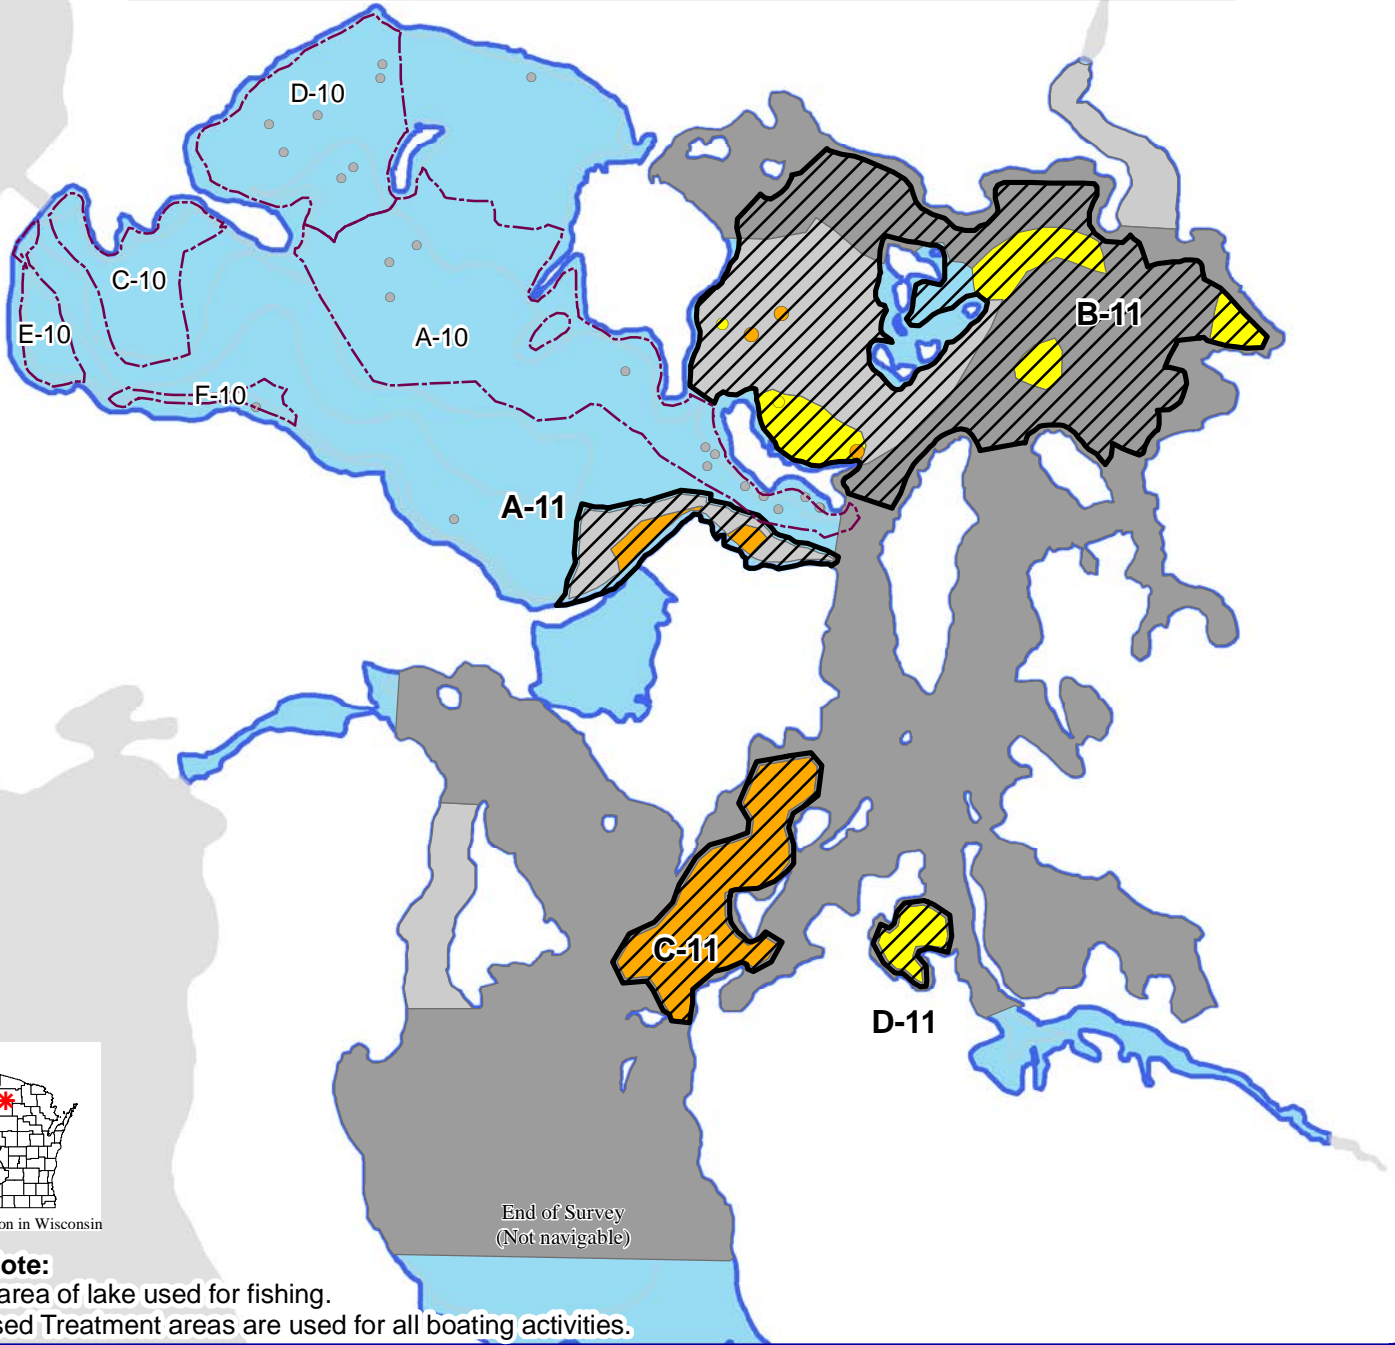 D-10
C-10
B-11
E-10
A-10
F-10
A-11
C-11
D-11
End of Survey
(Not navigable)
on in Wisconsin
ote:
area of lake used for fishing.
sed Treatment areas are used for all boating activities.